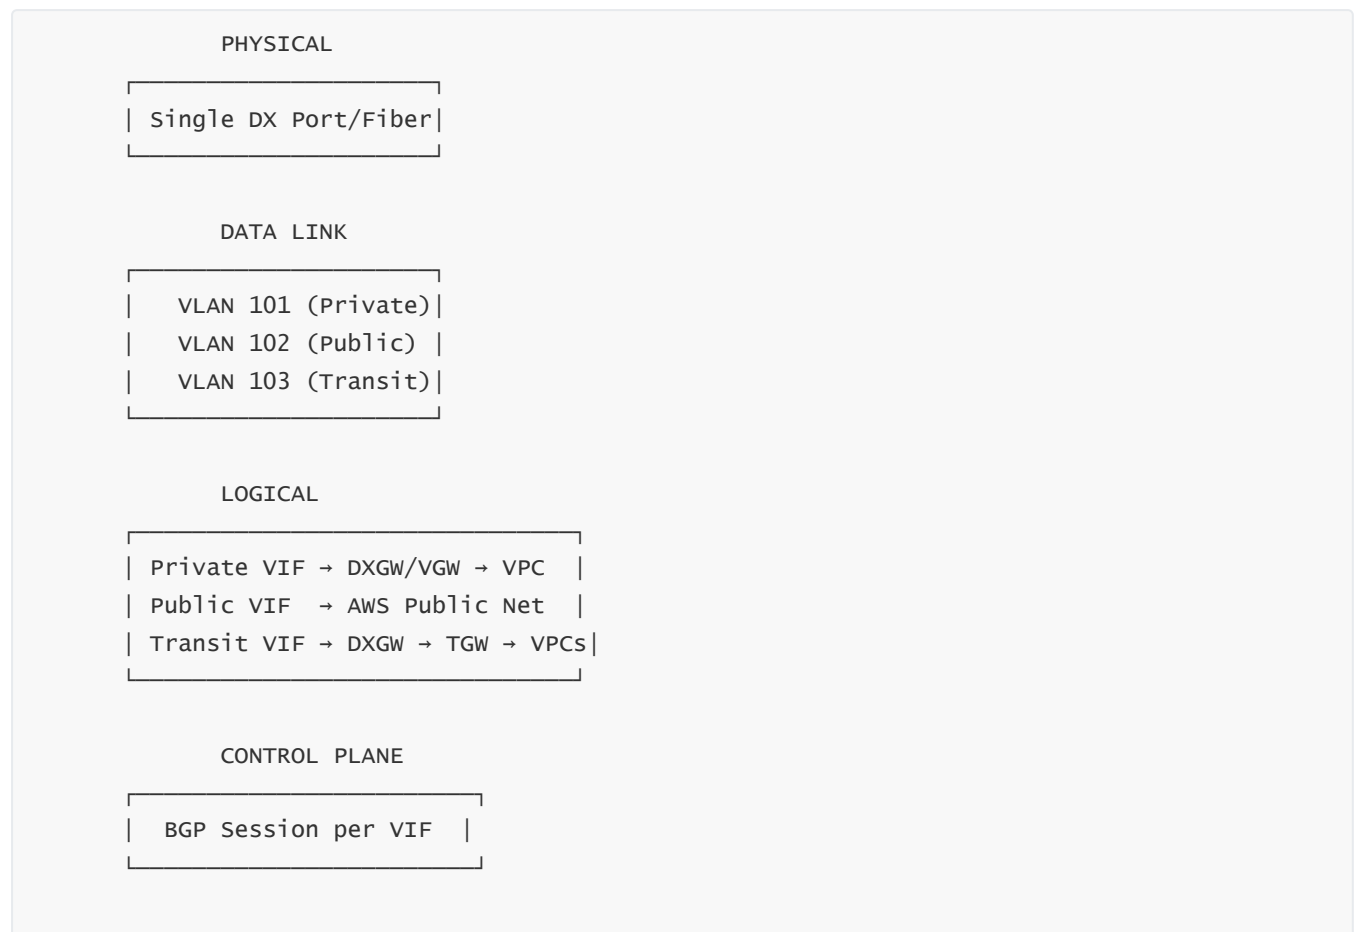 PHYSICAL
┌─────────────────────┐
│ Single DX Port/Fiber│
└─────────────────────┘
DATA LINK
┌─────────────────────┐
│   VLAN 101 (Private)│
│   VLAN 102 (Public) │
│   VLAN 103 (Transit)│
└─────────────────────┘
LOGICAL
┌───────────────────────────────┐
│ Private VIF → DXGW/VGW → VPC  │
│ Public VIF  → AWS Public Net  │
│ Transit VIF → DXGW → TGW → VPCs│
└───────────────────────────────┘
CONTROL PLANE
┌────────────────────────┐
│  BGP Session per VIF  │
└────────────────────────┘